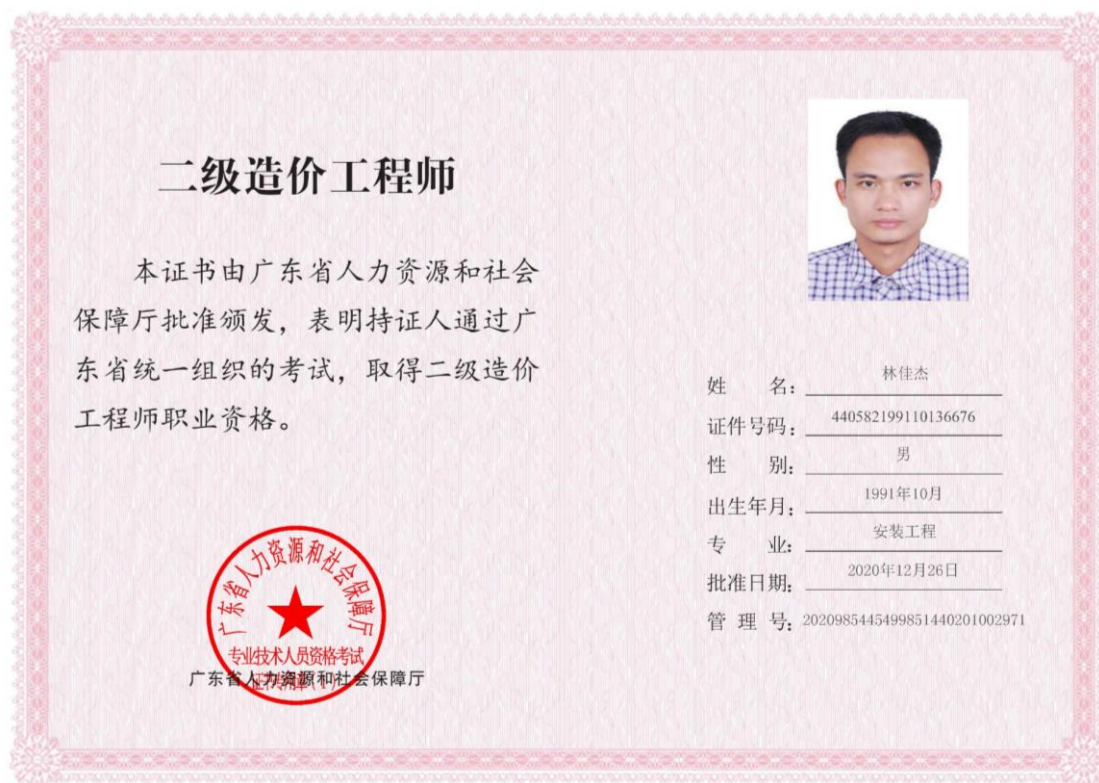 二级造价工程师
本证书由广东省人力资源和社会
保障厅批准颁发，表明持证人通过广
东省统一组织的考试，取得二级造价
工程师职业资格。
广东省人力资源和社会保障厅
专业技术人员资格考试
广东省人力资源和社会保障厅
姓 名：林佳杰
证件号码：440582199110136676
性 别：男
出生年月：1991年10月
专 业：安装工程
批准日期：2020年12月26日
管 理 号：20209854454998514402010029​71